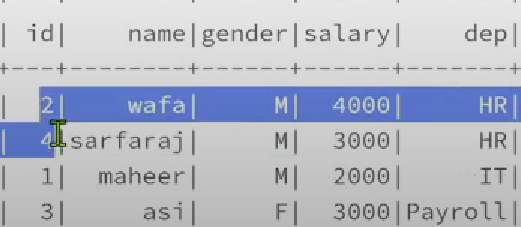 | id| name|gender|salary| dep|
+---+--------+------+------+-------+
| 2| wafa| M| 4000| HR|
| 4|sarfaraj| M| 3000| HR|
| 1| maheer| M| 2000| IT|
| 3| asi| F| 3000|Payroll|